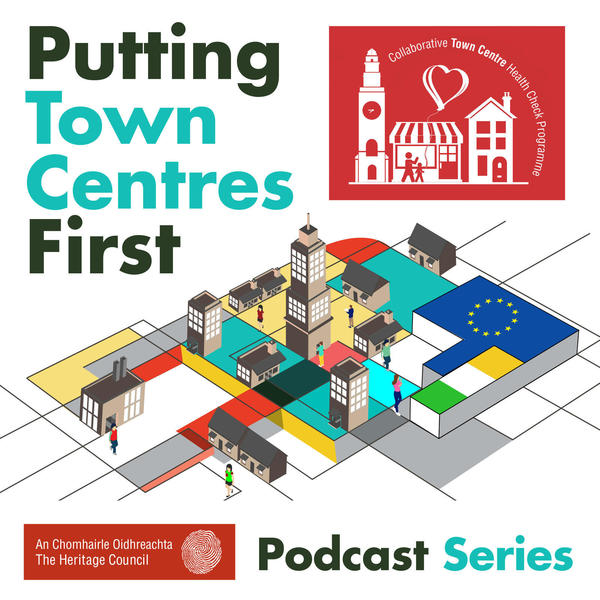 Putting
Town
Centres
First
Collaborative Town Centre Health Check Programme
An Chomhairle Oidhreachta
The Heritage Council
Podcast Series